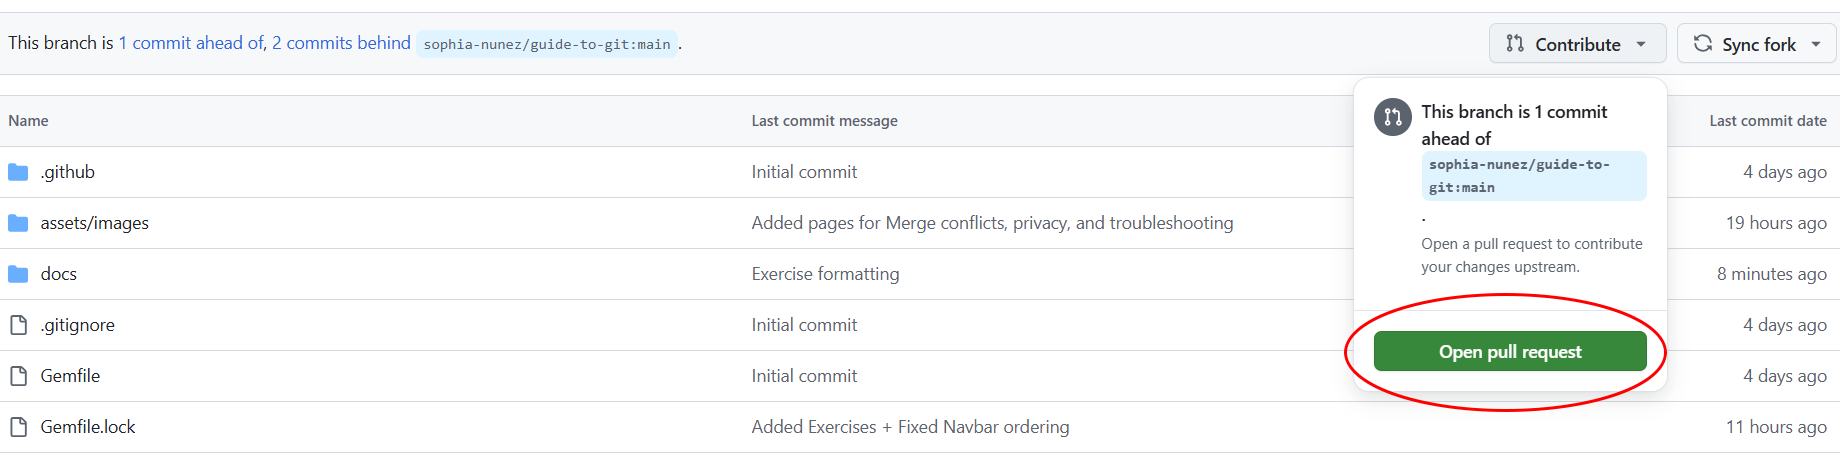 This branch is 1 commit ahead of, 2 commits behind sophia-nunez/guide-to-git:main.
Contribute
Sync fork
This branch is 1 commit
ahead of
sophia-nunez/guide-to-
git:main
.
Open a pull request to contribute
your changes upstream.
Open pull request
Name Last commit message Last commit date
.github Initial commit 4 days ago
assets/images Added pages for Merge conflicts, privacy, and troubleshooting 19 hours ago
docs Exercise formatting 8 minutes ago
.gitignore Initial commit 4 days ago
Gemfile Initial commit 4 days ago
Gemfile.lock Added Exercises + Fixed Navbar ordering 11 hours ago